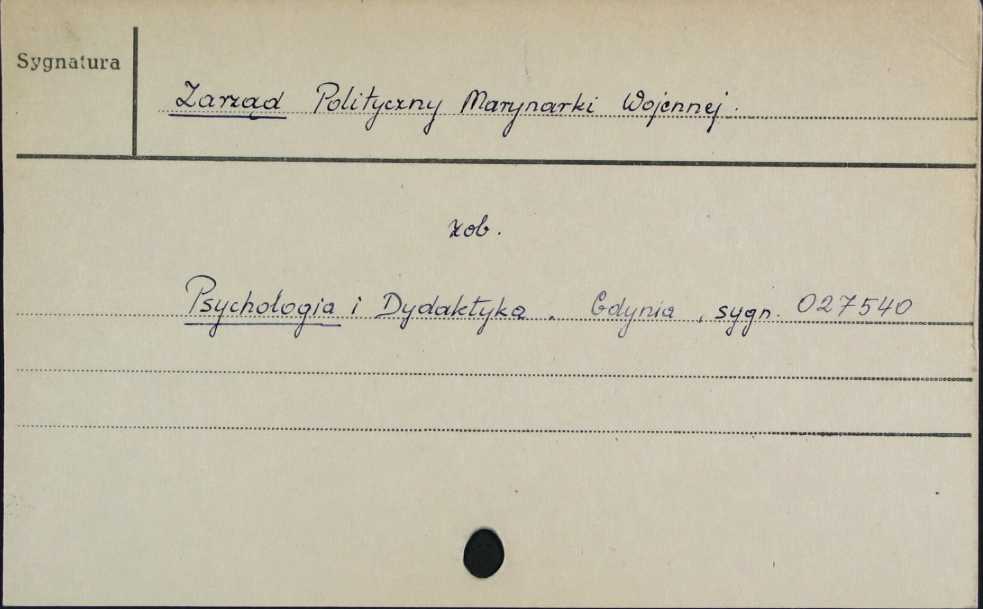 Sygnatura
Zarząd Polityczny Marynarki Wojennej.
zob.
Psychologia i Dydaktyka, Gdynia, sygn. 027540